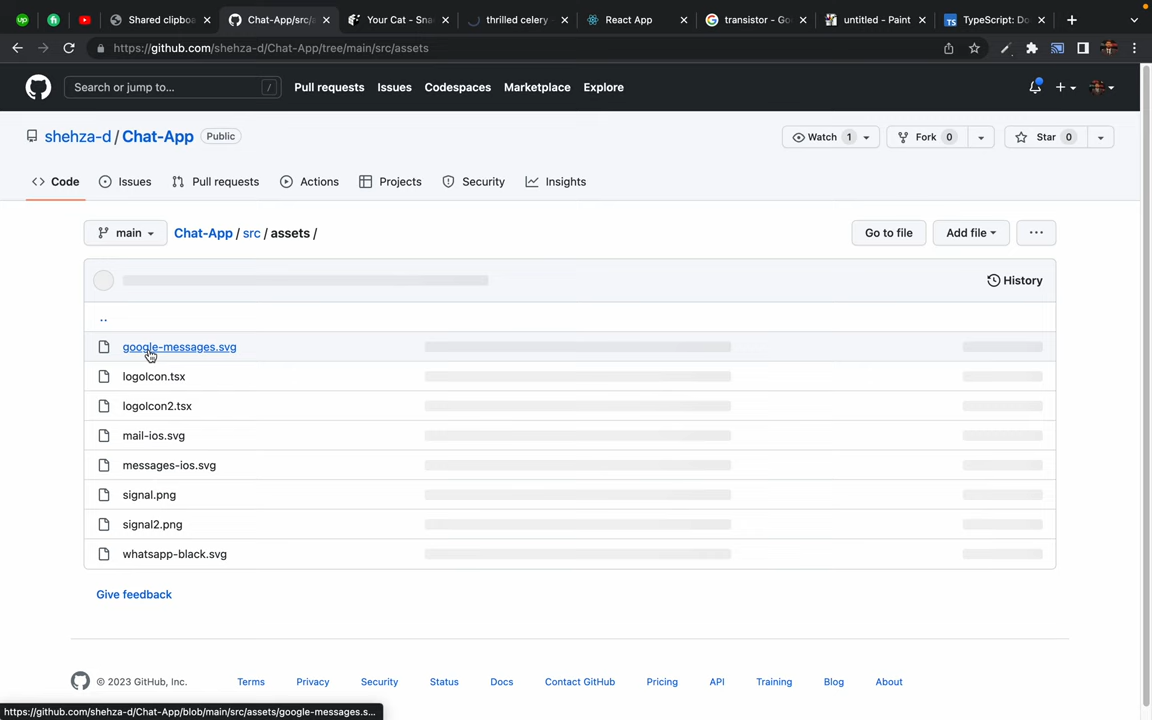 Shared clipbo
Chat-App/src/a
Your Cat - Sna
thrilled celery -
React App
transistor - Go
untitled - Paint
TS
TypeScript: Do
https://github.com/shehza-d/Chat-App/tree/main/src/assets
Search or jump to... /
Pull requests
Issues
Codespaces
Marketplace
Explore
shehza-d / Chat-App
Public
Watch 1
Fork 0
Star 0
Code
Issues
Pull requests
Actions
Projects
Security
Insights
main
Chat-App / src / assets /
Go to file
Add file
...
History
..
google-messages.svg
logoIcon.tsx
logoIcon2.tsx
mail-ios.svg
messages-ios.svg
signal.png
signal2.png
whatsapp-black.svg
Give feedback
© 2023 GitHub, Inc.
Terms
Privacy
Security
Status
Docs
Contact GitHub
Pricing
API
Training
Blog
About
https://github.com/shehza-d/Chat-App/blob/main/src/assets/google-messages.s...